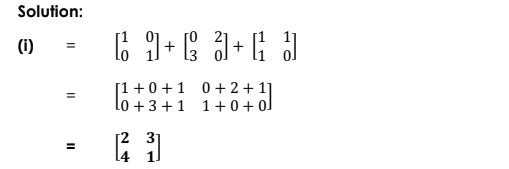 Solution:
(i) = [1 0
0 1] + [0 2
3 0] + [1 1
1 0]
= [1 + 0 + 1 0 + 2 + 1
0 + 3 + 1 1 + 0 + 0]
= [2 3
4 1]